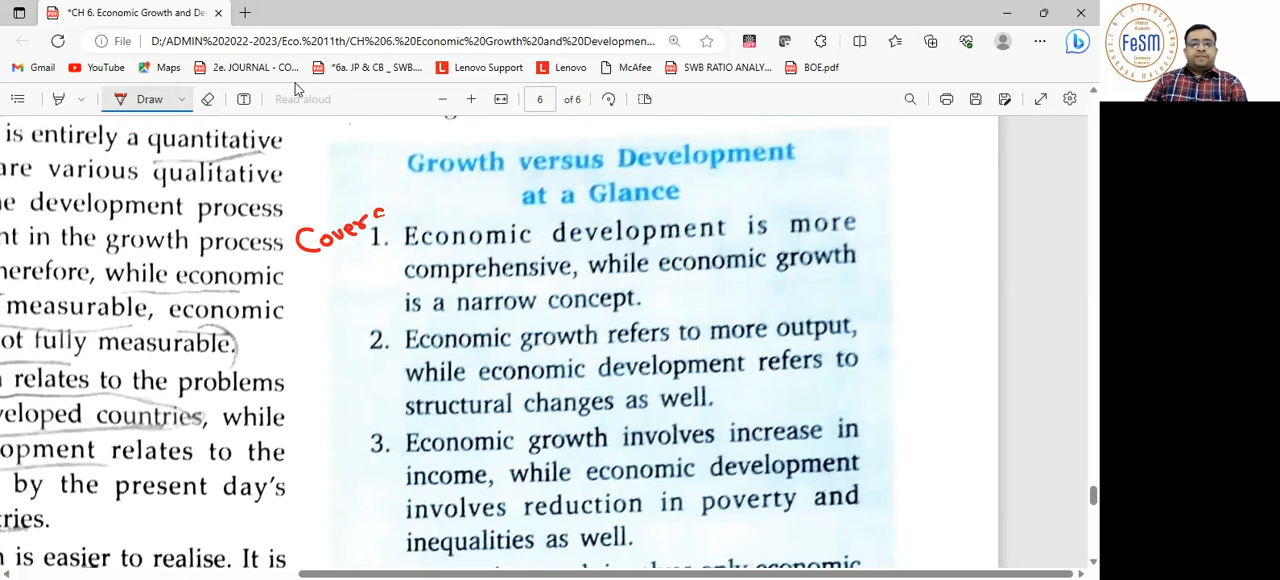 *CH 6. Economic Growth and De
File
D:/ADMIN%202022-2023/Eco.%2011th/CH%206.%20Economic%20Growth%20and%20Developmen...
Gmail YouTube Maps 2e. JOURNAL - CO... *6a. JP & CB _ SWB.... Lenovo Support Lenovo McAfee SWB RATIO ANALY... BOE.pdf
Draw Read aloud 6 of 6
FeSM
is entirely a quantitative
are various qualitative
e development process
nt in the growth process
herefore, while economic
measurable, economic
ot fully measurable.
relates to the problems
veloped countries, while
opment relates to the
by the present day's
tries.
n is easier to realise. It is
Growth versus Development
at a Glance
Cover
1. Economic development is more
comprehensive, while economic growth
is a narrow concept.
2. Economic growth refers to more output,
while economic development refers to
structural changes as well.
3. Economic growth involves increase in
income, while economic development
involves reduction in poverty and
inequalities as well.
only economic